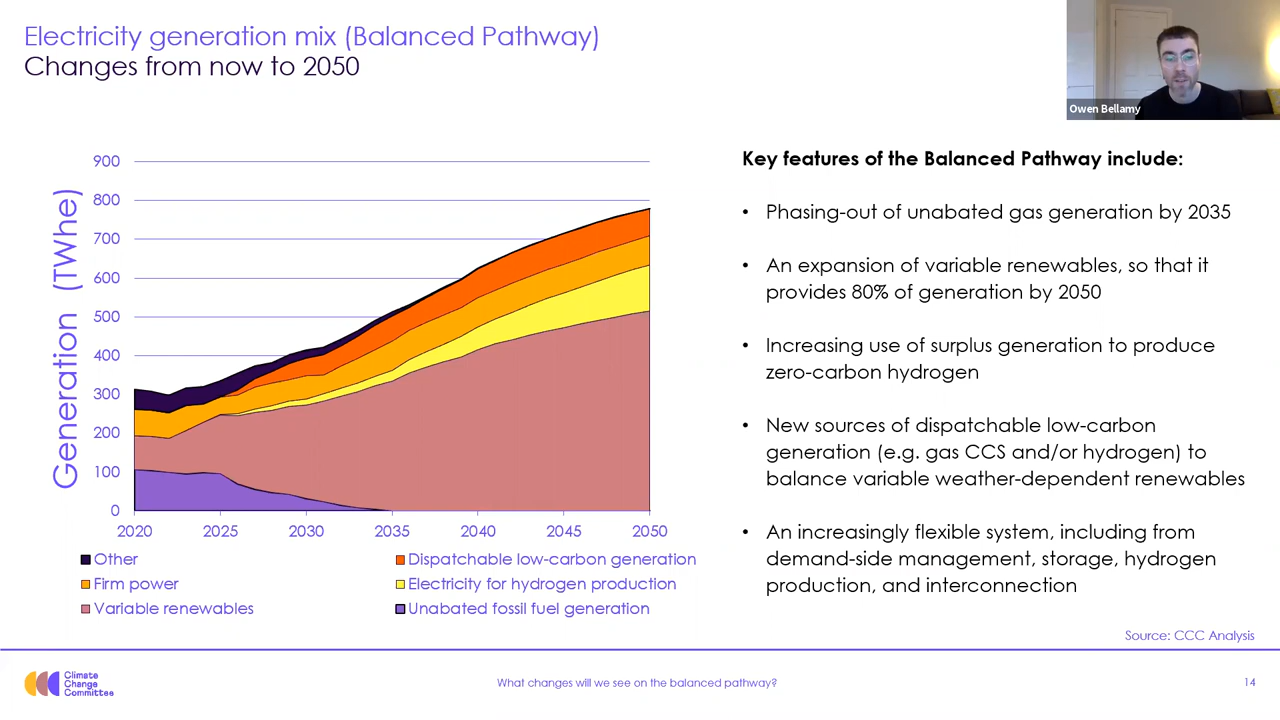 Electricity generation mix (Balanced Pathway)
Changes from now to 2050
Owen Bellamy
Generation (TWhe)
900
800
700
600
500
400
300
200
100
0
2020 2025 2030 2035 2040 2045 2050
Other
Dispatchable low-carbon generation
Firm power
Electricity for hydrogen production
Variable renewables
Unabated fossil fuel generation
Key features of the Balanced Pathway include:
• Phasing-out of unabated gas generation by 2035
• An expansion of variable renewables, so that it
provides 80% of generation by 2050
• Increasing use of surplus generation to produce
zero-carbon hydrogen
• New sources of dispatchable low-carbon
generation (e.g. gas CCS and/or hydrogen) to
balance variable weather-dependent renewables
• An increasingly flexible system, including from
demand-side management, storage, hydrogen
production, and interconnection
Source: CCC Analysis
Climate
Change
Committee
What changes will we see on the balanced pathway?
14